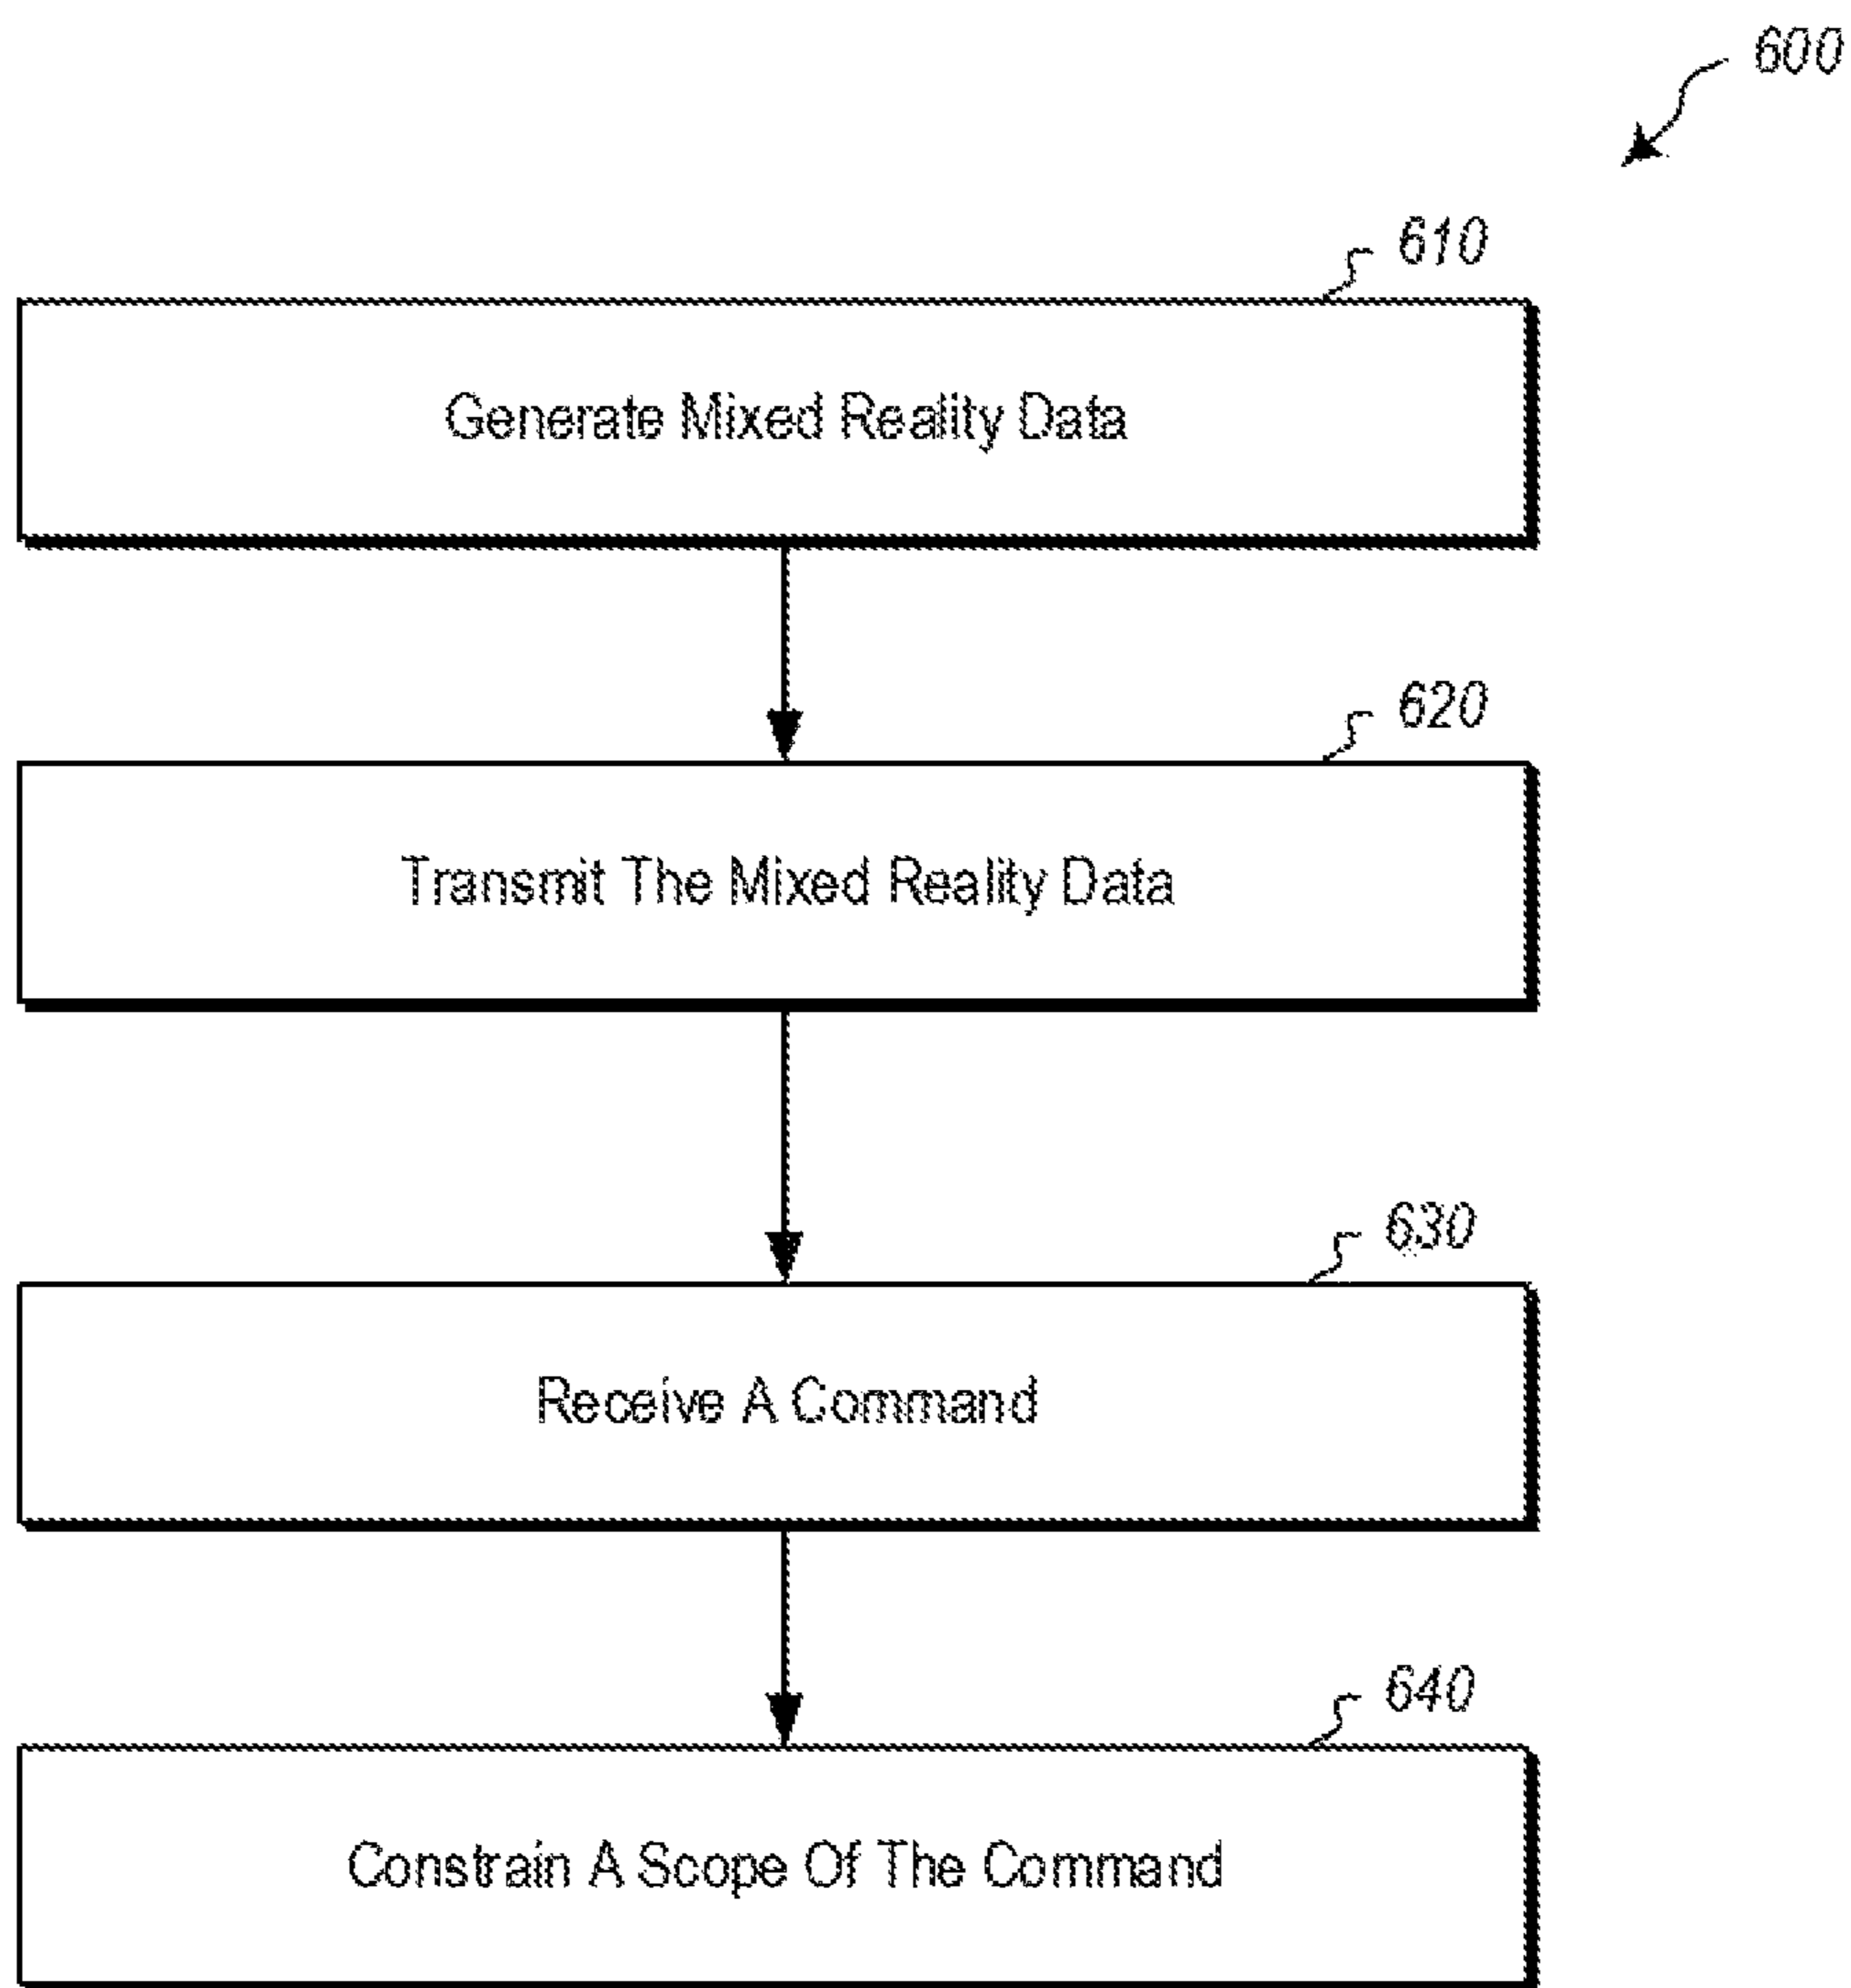 600
610
Generate Mixed Reality Data
620
Transmit The Mixed Reality Data
630
Receive A Command
640
Constrain A Scope Of The Command